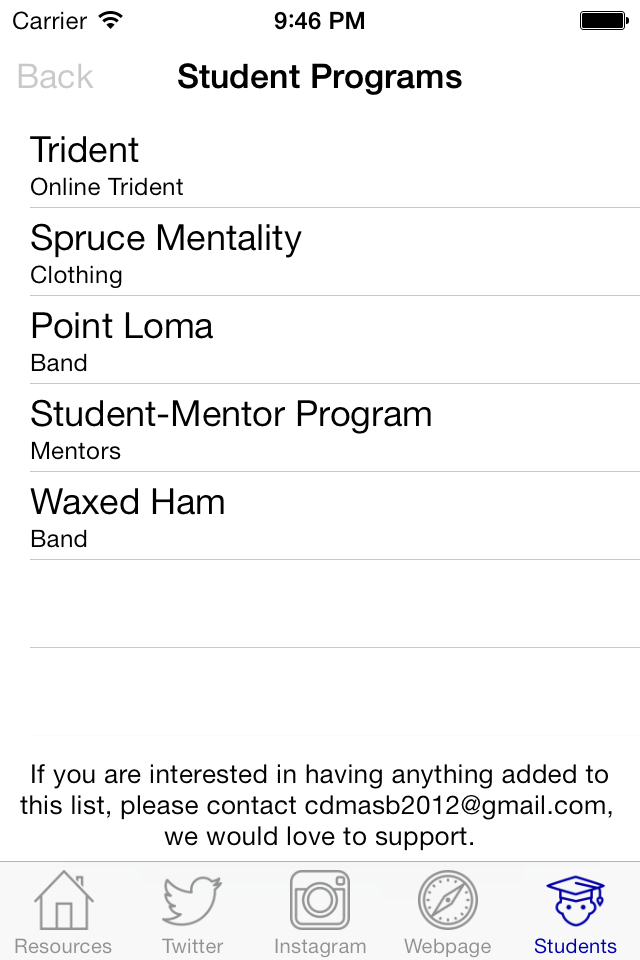 Carrier 9:46 PM
Back Student Programs
Trident
Online Trident
Spruce Mentality
Clothing
Point Loma
Band
Student-Mentor Program
Mentors
Waxed Ham
Band
If you are interested in having anything added to
this list, please contact cdmasb2012@gmail.com,
we would love to support.
Resources Twitter Instagram Webpage Students